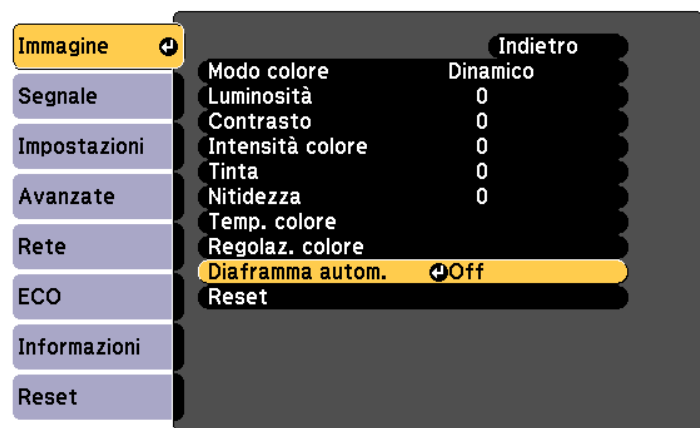 Immagine
Segnale
Impostazioni
Avanzate
Rete
ECO
Informazioni
Reset
Indietro
Modo colore Dinamico
Luminosità 0
Contrasto 0
Intensità colore 0
Tinta 0
Nitidezza 0
Temp. colore
Regolaz. colore
Diaframma autom. Off
Reset